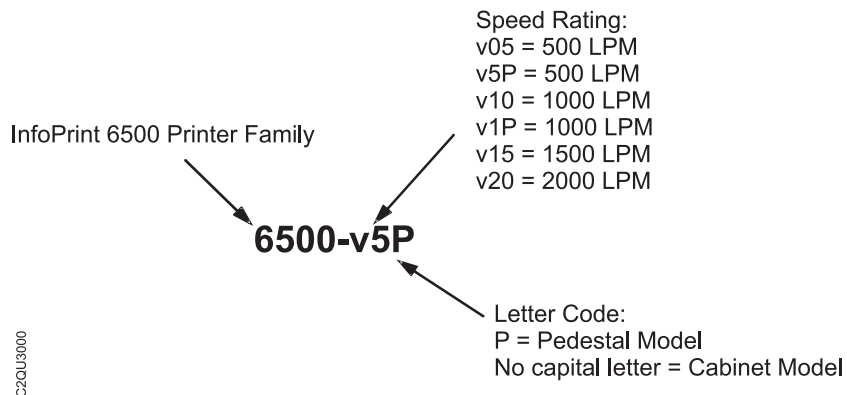 Speed Rating:
v05 = 500 LPM
v5P = 500 LPM
v10 = 1000 LPM
v1P = 1000 LPM
v15 = 1500 LPM
v20 = 2000 LPM
InfoPrint 6500 Printer Family
6500-v5P
Letter Code:
P = Pedestal Model
No capital letter = Cabinet Model
C2QU3000